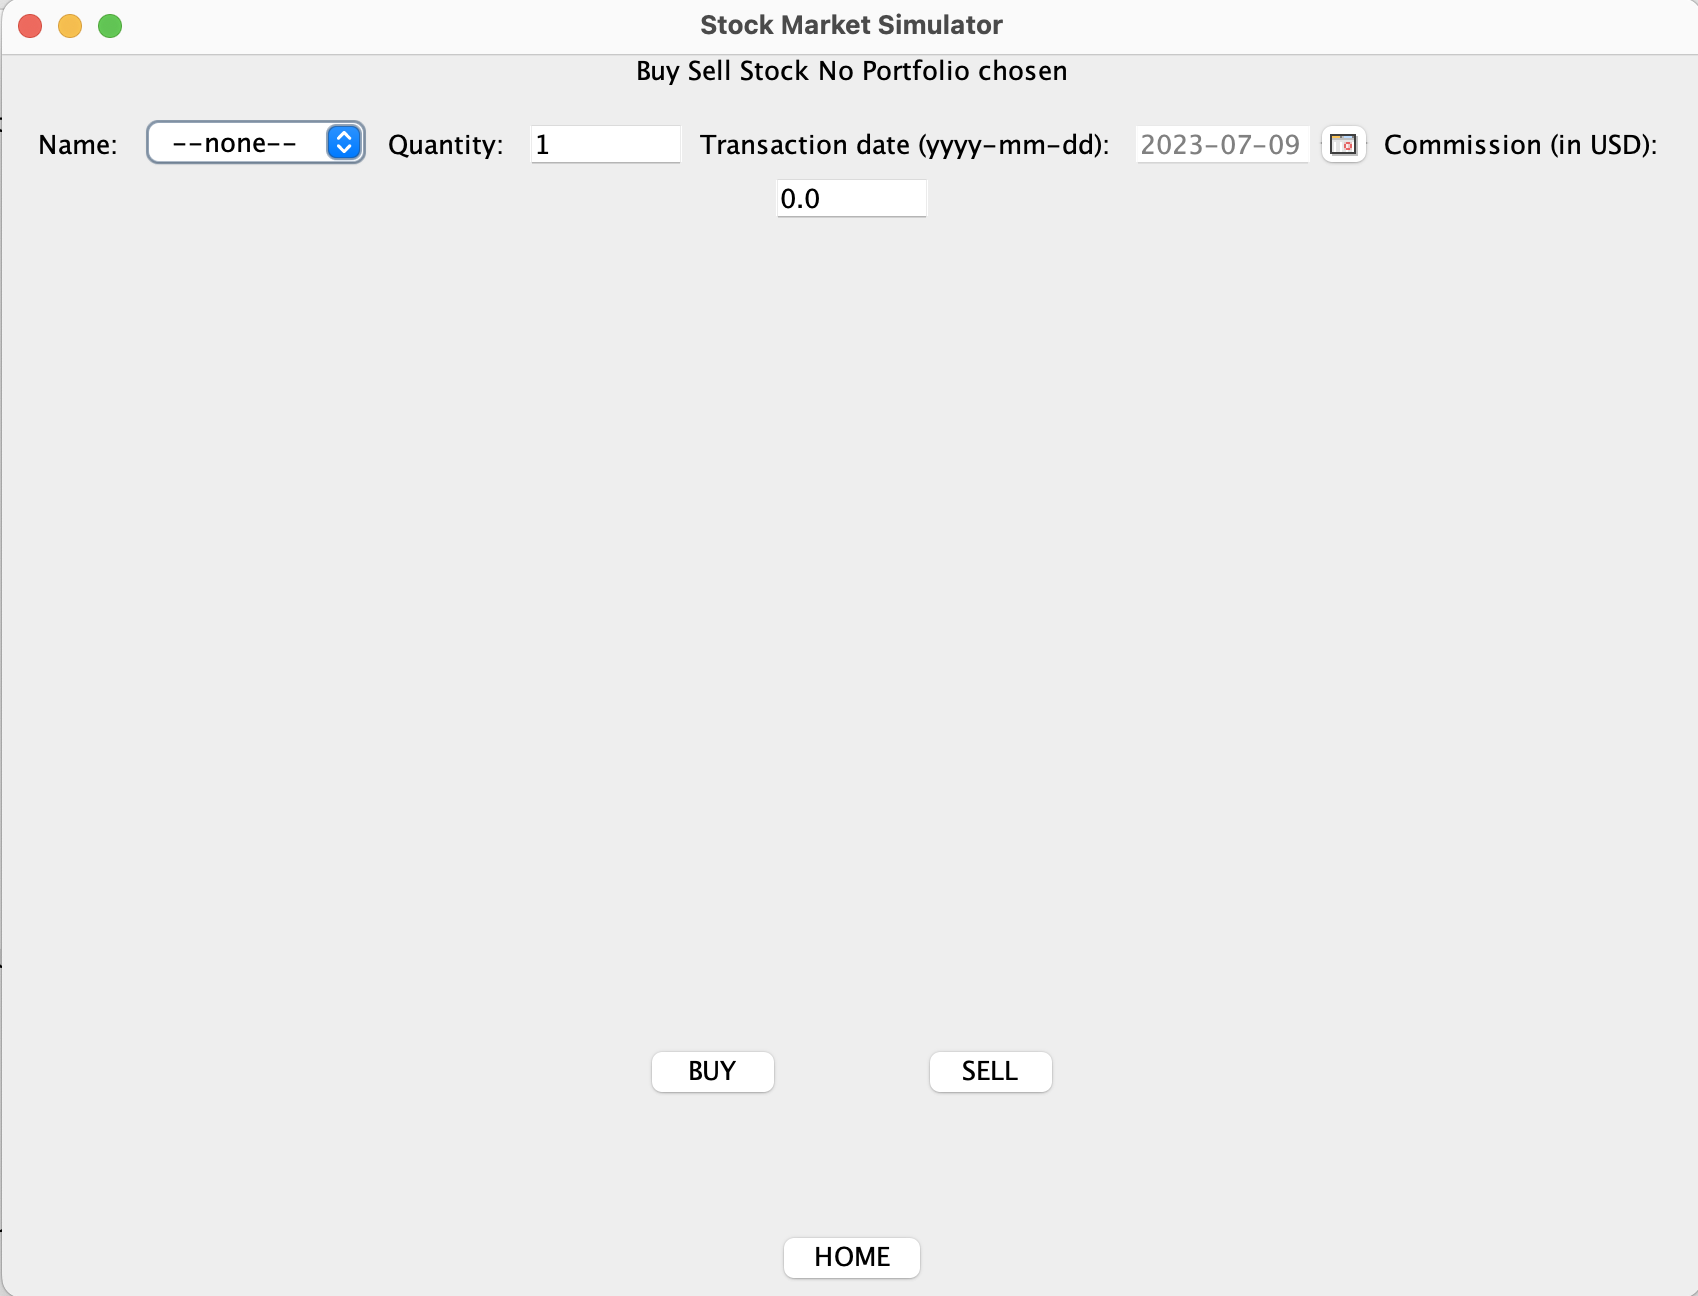 Stock Market Simulator
Buy Sell Stock No Portfolio chosen
Name: --none-- Quantity: 1 Transaction date (yyyy-mm-dd): 2023-07-09 Commission (in USD):
0.0
BUY SELL
HOME